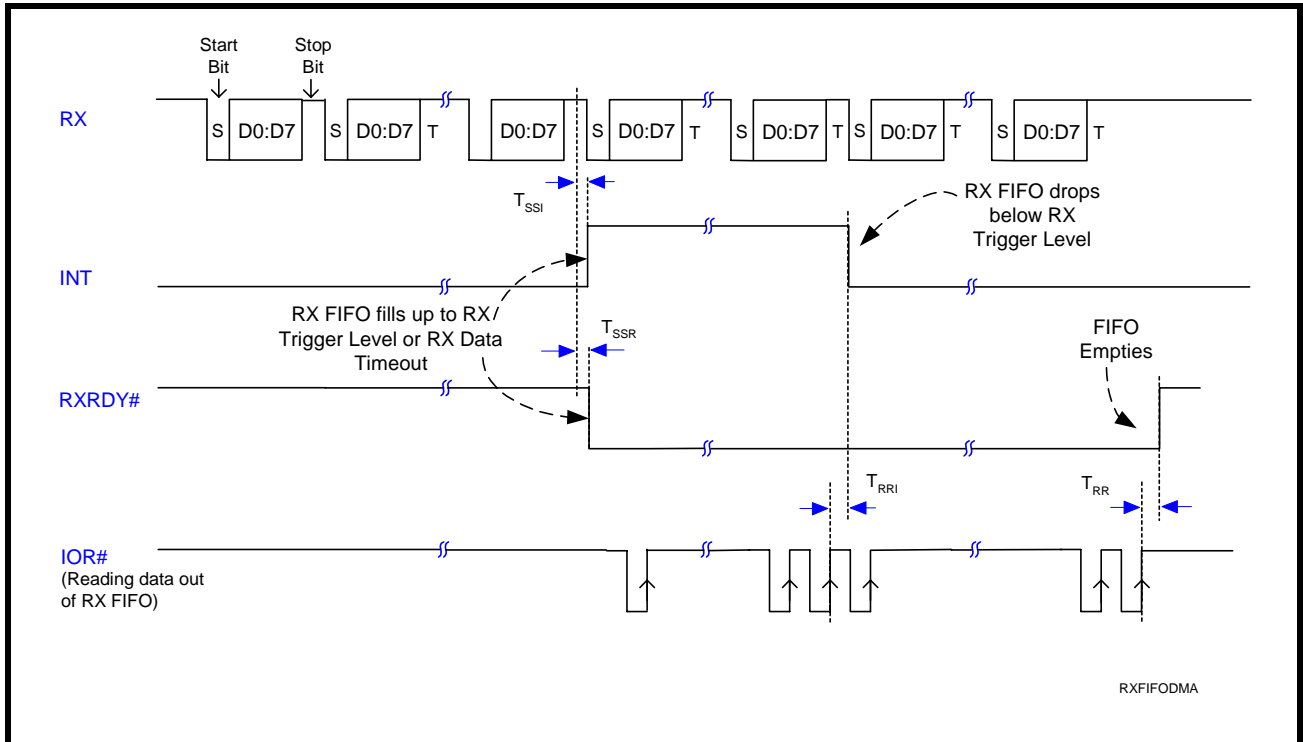 Start
Bit
Stop
Bit
RX
S D0:D7 S D0:D7 T D0:D7 S D0:D7 T S D0:D7 T S D0:D7 T S D0:D7 T
TSSI
RX FIFO drops
below RX
Trigger Level
INT
RX FIFO fills up to RX
Trigger Level or RX Data
Timeout
TSSR
FIFO
Empties
RXRDY#
TRRI
TRR
IOR#
(Reading data out
of RX FIFO)
RXFIFODMA